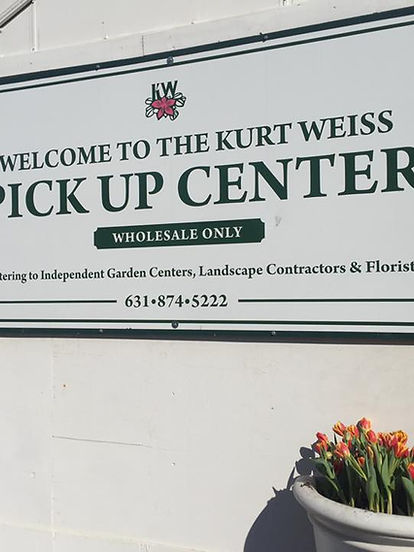 KW
WELCOME TO THE KURT WEISS
PICK UP CENTER
WHOLESALE ONLY
tering to Independent Garden Centers, Landscape Contractors & Florist
631•874•5222